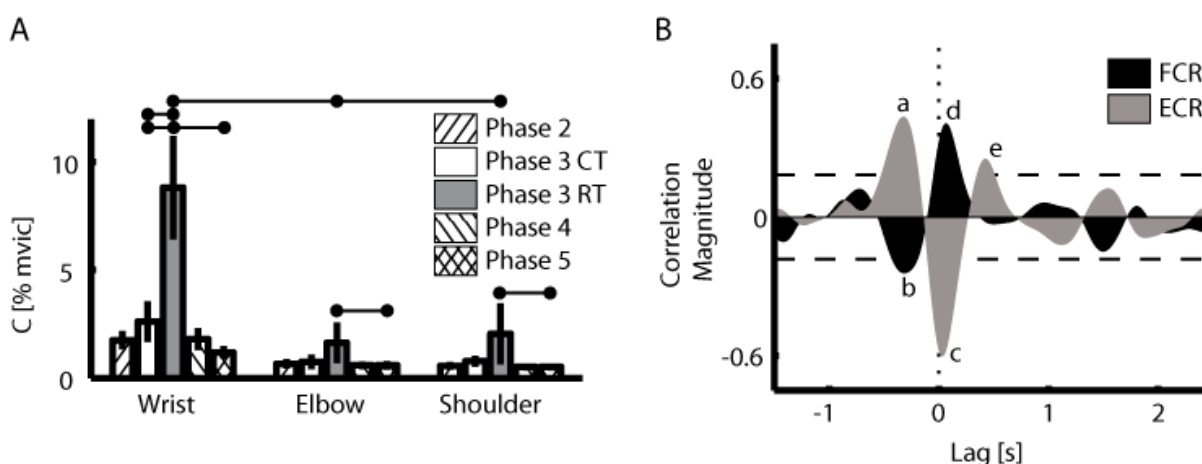 A
C [% mvic]
10
5
0
Wrist
Elbow
Shoulder
Phase 2
Phase 3 CT
Phase 3 RT
Phase 4
Phase 5
B
Correlation
Magnitude
0.6
0
-0.6
a
b
c
d
e
FCR
ECR
-1
0
1
2
Lag [s]